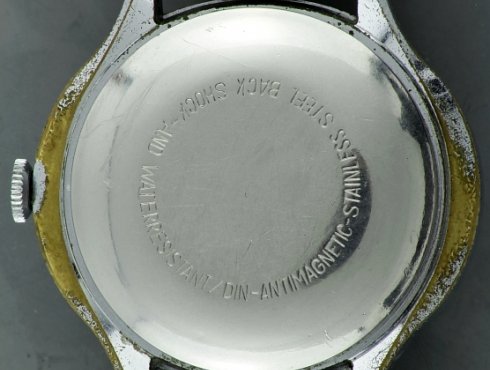 SHOCK-AND WATERRESISTANT/DIN-ANTIMAGNETIC-STAINLESS STEEL BACK